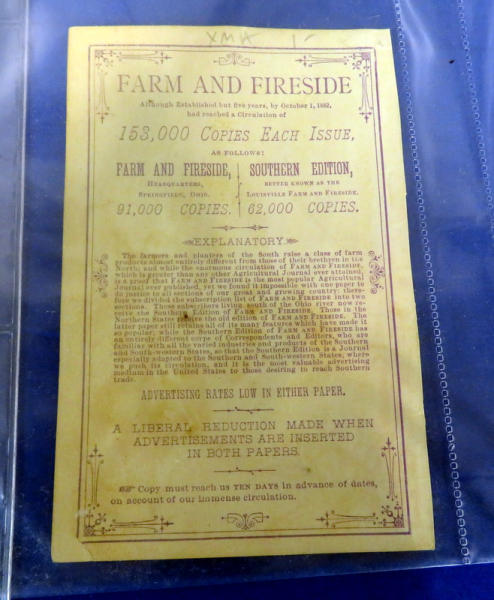 XMA 1-
FARM AND FIRESIDE
Although Established but five years, by October 1, 1882,
had reached a Circulation of
153,000 COPIES EACH ISSUE,
AS FOLLOWS:
FARM AND FIRESIDE, SOUTHERN EDITION,
HEADQUARTERS, BETTER KNOWN AS THE
SPRINGFIELD, OHIO. LOUISVILLE FARM AND FIRESIDE.
91,000 COPIES. 62,000 COPIES.
EXPLANATORY.
The farmers and planters of the South raise a class of farm
products almost entirely different from those of their brethren in the
North; and while the enormous circulation of FARM AND FIRESIDE,
which is greater than any other Agricultural Journal ever attained,
is a proof that FARM AND FIRESIDE is the most popular Agricultural
Journal ever published, yet we found it impossible with one paper to
do justice to all sections of our great and growing country; there-
fore we divided the subscription list of FARM AND FIRESIDE into two
sections. Those subscribers living south of the Ohio river now re-
ceive the Southern Edition of FARM AND FIRESIDE. Those in the
Northern States receive the old edition of FARM AND FIRESIDE. The
latter paper still retains all of its many features which have made it
so popular, while the Southern Edition of FARM AND FIRESIDE has
an entirely different corps of Correspondents and Editors, who are
familiar with all the varied industries and products of the Southern
and South-western States, so that the Southern Edition is a Journal
especially adapted to the Southern and South-western States, where
we push its circulation, and it is the most valuable advertising
medium in the United States to those desiring to reach Southern
trade.
ADVERTISING RATES LOW IN EITHER PAPER.
A LIBERAL REDUCTION MADE WHEN
ADVERTISEMENTS ARE INSERTED
IN BOTH PAPERS.
☞ Copy must reach us TEN DAYS in advance of dates,
on account of our immense circulation.